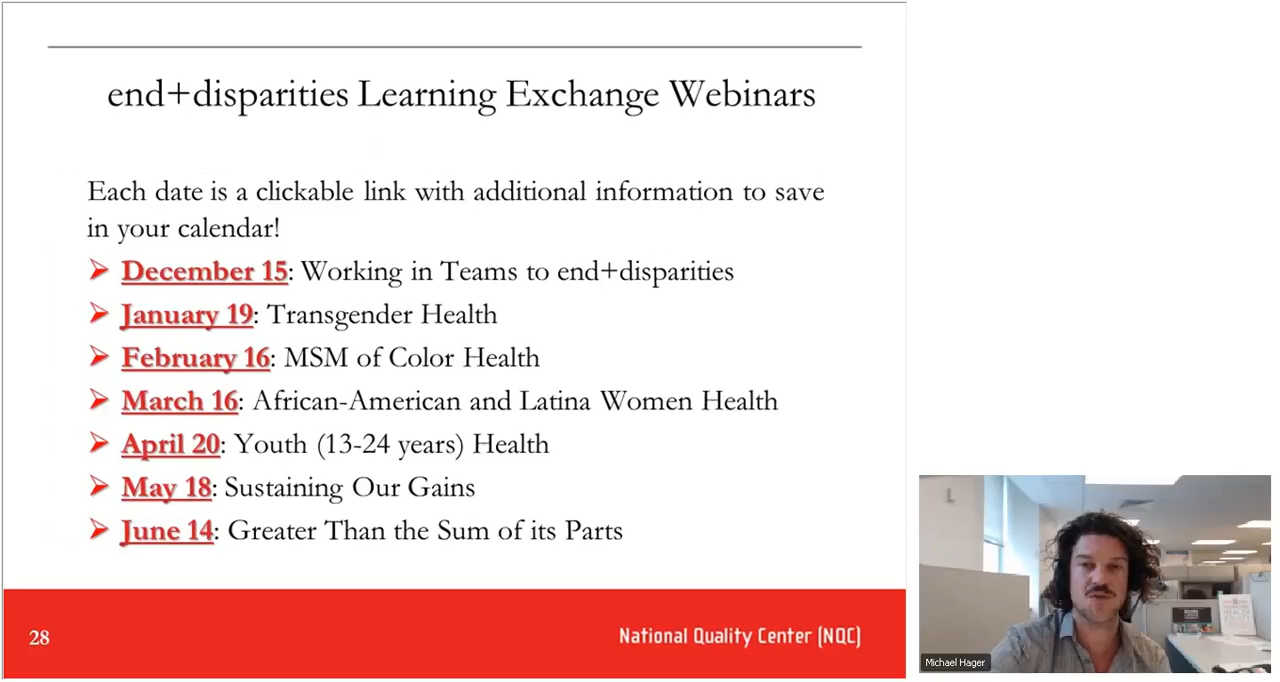 end+disparities Learning Exchange Webinars
Each date is a clickable link with additional information to save
in your calendar!
December 15: Working in Teams to end+disparities
January 19: Transgender Health
February 16: MSM of Color Health
March 16: African-American and Latina Women Health
April 20: Youth (13-24 years) Health
May 18: Sustaining Our Gains
June 14: Greater Than the Sum of its Parts
28
National Quality Center (NQC)
Michael Hager